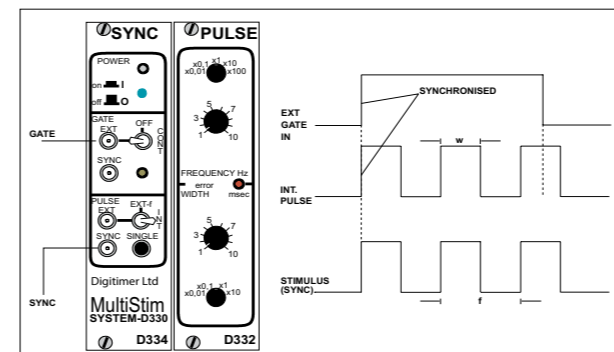 SYNC
POWER
on I
off O
GATE
GATE
EXT
OFF
CONT
SYNC
PULSE
EXT
EXT-f
INT
SYNC
SINGLE
SYNC
Digitimer Ltd
MultiStim
SYSTEM-D330
D334
PULSE
x0,01
x0,1
x1
x10
x100
1
3
5
7
10
FREQUENCY Hz
error
WIDTH
msec
1
3
5
7
10
x0,01
x0,1
x1
x10
D332
EXT
GATE
IN
SYNCHRONISED
INT.
PULSE
w
STIMULUS
(SYNC)
f